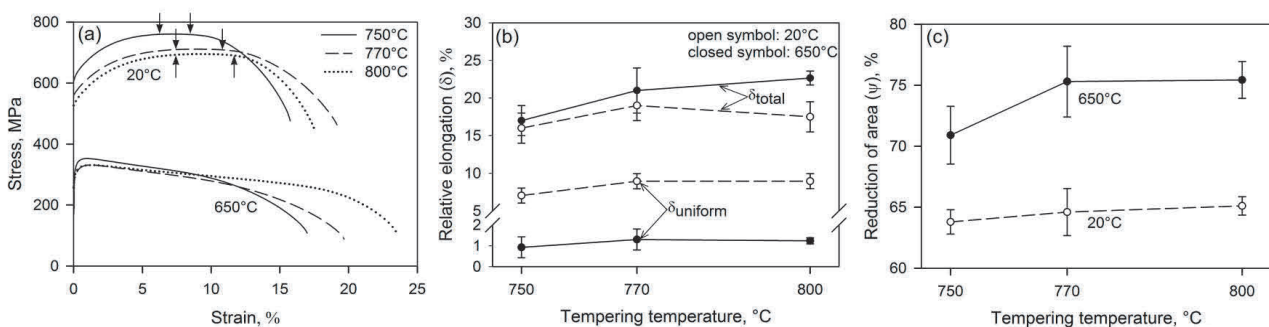 (a)
800
600
400
200
0
Stress, MPa
750°C
770°C
800°C
20°C
650°C
0 5 10 15 20 25
Strain, %
(b)
30
25
20
15
10
5
2
1
0
Relative elongation (δ), %
open symbol: 20°C
closed symbol: 650°C
δtotal
δuniform
750 770 800
Tempering temperature, °C
(c)
80
75
70
65
60
Reduction of area (ψ), %
650°C
20°C
750 770 800
Tempering temperature, °C